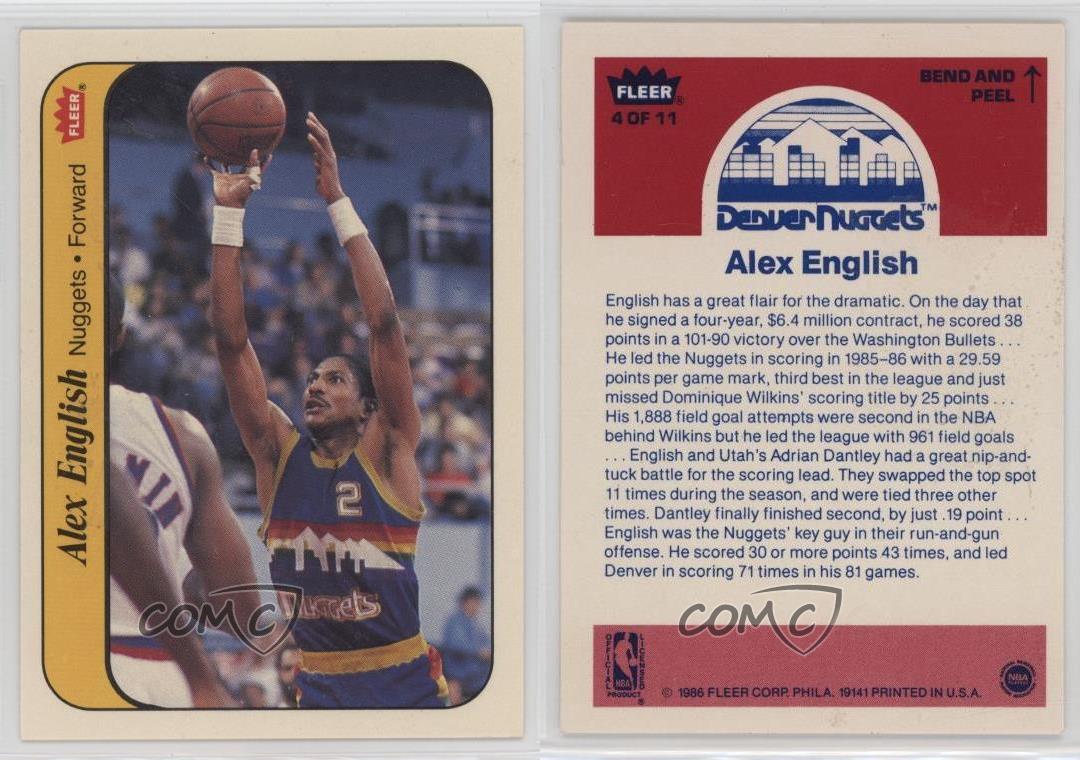 FLEER®
Alex English Nuggets • Forward
2
Nuggets
COMC
FLEER®
4 OF 11
BEND AND
PEEL
Denver Nuggets™
Alex English
English has a great flair for the dramatic. On the day that
he signed a four-year, $6.4 million contract, he scored 38
points in a 101-90 victory over the Washington Bullets . . .
He led the Nuggets in scoring in 1985–86 with a 29.59
points per game mark, third best in the league and just
missed Dominique Wilkins' scoring title by 25 points . . .
His 1,888 field goal attempts were second in the NBA
behind Wilkins but he led the league with 961 field goals
. . . English and Utah's Adrian Dantley had a great nip-and-
tuck battle for the scoring lead. They swapped the top spot
11 times during the season, and were tied three other
times. Dantley finally finished second, by just .19 point . . .
English was the Nuggets' key guy in their run-and-gun
offense. He scored 30 or more points 43 times, and led
Denver in scoring 71 times in his 81 games.
COMC
OFFICIAL LICENSED
NBA
PRODUCT ®
© 1986 FLEER CORP. PHILA. 19141 PRINTED IN U.S.A.
NBA